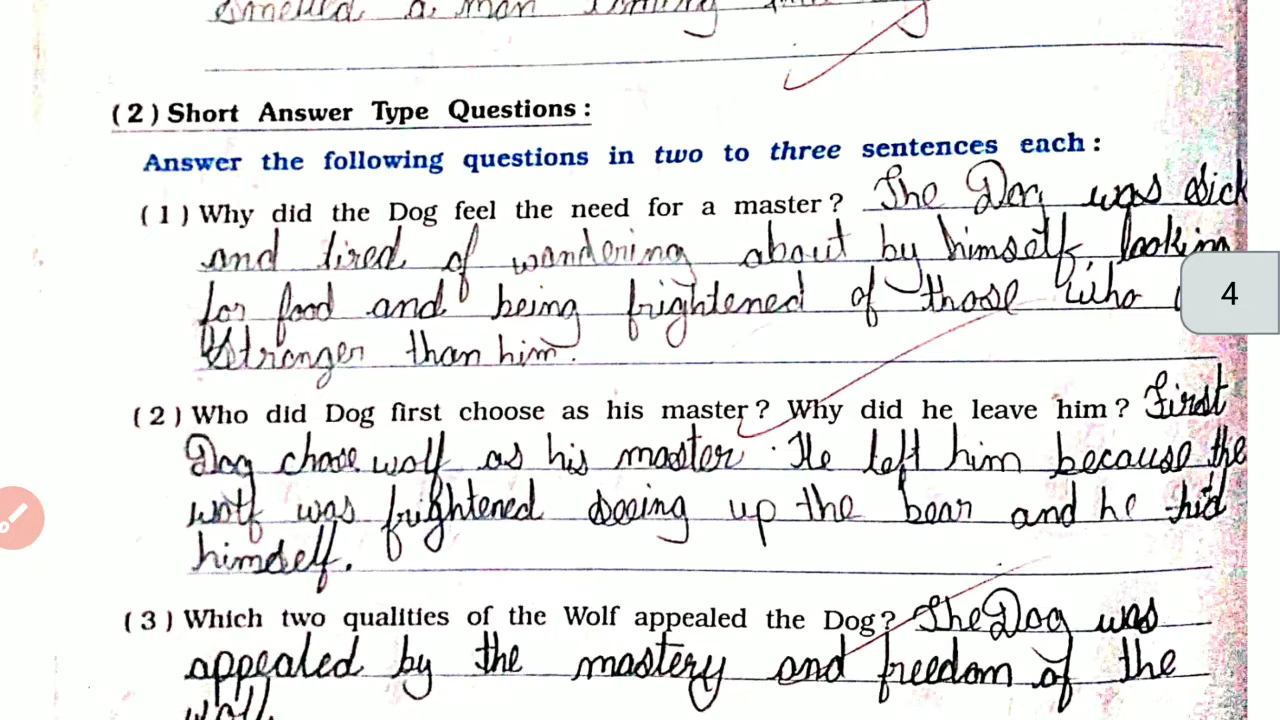 a man
(2) Short Answer Type Questions:
Answer the following questions in two to three sentences each:
(1) Why did the Dog feel the need for a master? The Dog was sick
and tired of wandering about by himself, looking
4
for food and being frightened of those who
stronger than him.
(2) Who did Dog first choose as his master? Why did he leave him? First
Dog chose wolf as his master. He left him because the
wolf was frightened seeing up the bear and he hid
himself.
(3) Which two qualities of the Wolf appealed the Dog? The Dog was
appealed by the mastery and freedom of the
wolf.